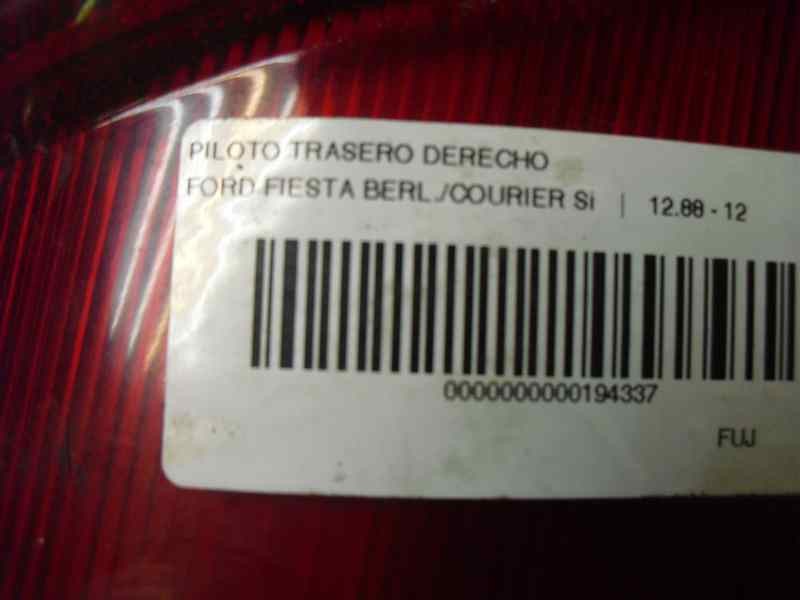 PILOTO TRASERO DERECHO
FORD FIESTA BERL./COURIER Si | 12.88 - 12
0000000000194337
FUJ